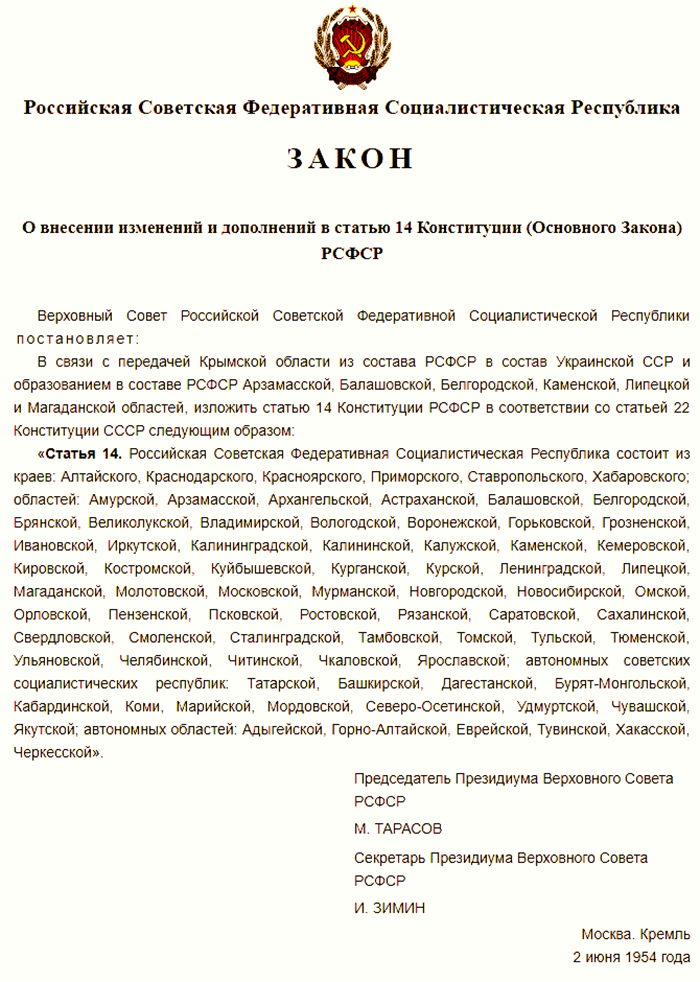 Российская Советская Федеративная Социалистическая Республика
ЗАКОН
О внесении изменений и дополнений в статью 14 Конституции (Основного Закона)
РСФСР
Верховный Совет Российской Советской Федеративной Социалистической Республики
постановляет:
В связи с передачей Крымской области из состава РСФСР в состав Украинской ССР и
образованием в составе РСФСР Арзамасской, Балашовской, Белгородской, Каменской, Липецкой
и Магаданской областей, изложить статью 14 Конституции РСФСР в соответствии со статьей 22
Конституции СССР следующим образом:
«Статья 14. Российская Советская Федеративная Социалистическая Республика состоит из
краев: Алтайского, Краснодарского, Красноярского, Приморского, Ставропольского, Хабаровского;
областей: Амурской, Арзамасской, Архангельской, Астраханской, Балашовской, Белгородской,
Брянской, Великолукской, Владимирской, Вологодской, Воронежской, Горьковской, Грозненской,
Ивановской, Иркутской, Калининградской, Калининской, Калужской, Каменской, Кемеровской,
Кировской, Костромской, Куйбышевской, Курганской, Курской, Ленинградской, Липецкой,
Магаданской, Молотовской, Московской, Мурманской, Новгородской, Новосибирской, Омской,
Орловской, Пензенской, Псковской, Ростовской, Рязанской, Саратовской, Сахалинской,
Свердловской, Смоленской, Сталинградской, Тамбовской, Томской, Тульской, Тюменской,
Ульяновской, Челябинской, Читинской, Чкаловской, Ярославской; автономных советских
социалистических республик: Татарской, Башкирской, Дагестанской, Бурят-Монгольской,
Кабардинской, Коми, Марийской, Мордовской, Северо-Осетинской, Удмуртской, Чувашской,
Якутской; автономных областей: Адыгейской, Горно-Алтайской, Еврейской, Тувинской, Хакасской,
Черкесской».
Председатель Президиума Верховного Совета
РСФСР
М. ТАРАСОВ
Секретарь Президиума Верховного Совета
РСФСР
И. ЗИМИН
Москва. Кремль
2 июня 1954 года